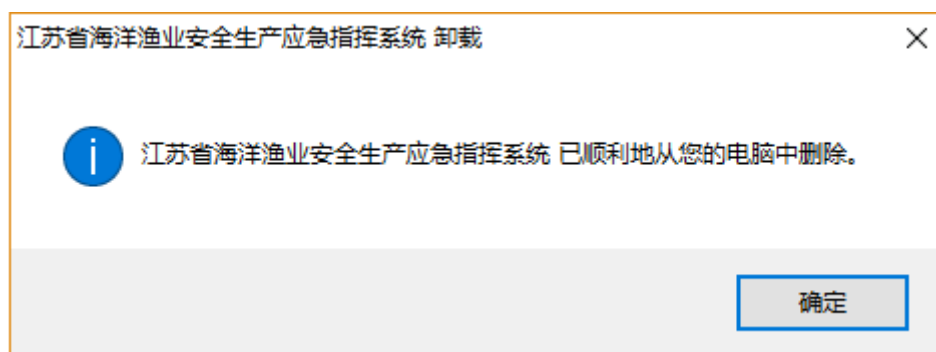 江苏省海洋渔业安全生产应急指挥系统 卸载
江苏省海洋渔业安全生产应急指挥系统 已顺利地从您的电脑中删除。
确定